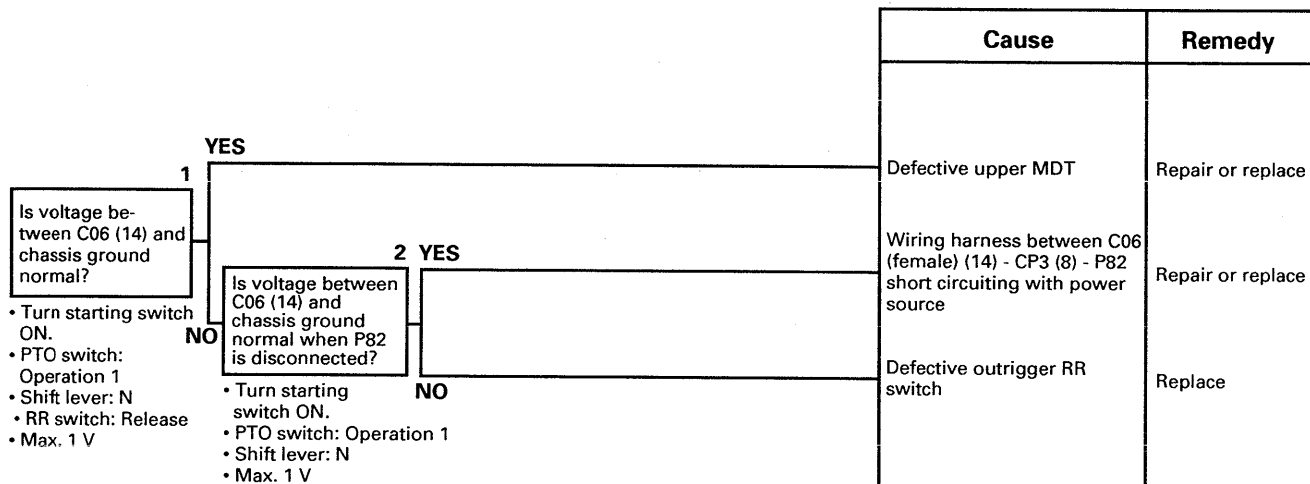 Cause
Remedy
YES
1
Is voltage be-
tween C06 (14) and
chassis ground
normal?
• Turn starting switch
ON.
• PTO switch:
Operation 1
• Shift lever: N
• RR switch: Release
• Max. 1 V
NO
2
YES
Is voltage between
C06 (14) and
chassis ground
normal when P82
is disconnected?
• Turn starting
switch ON.
• PTO switch: Operation 1
• Shift lever: N
• Max. 1 V
NO
Defective upper MDT
Repair or replace
Wiring harness between C06
(female) (14) - CP3 (8) - P82
short circuiting with power
source
Repair or replace
Defective outrigger RR
switch
Replace